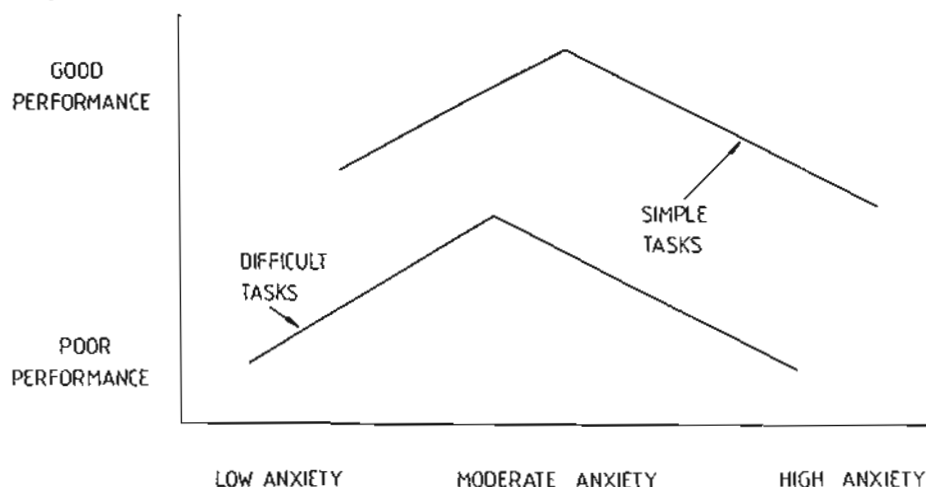 GOOD
PERFORMANCE
SIMPLE
TASKS
DIFFICULT
TASKS
POOR
PERFORMANCE
LOW ANXIETY
MODERATE ANXIETY
HIGH ANXIETY